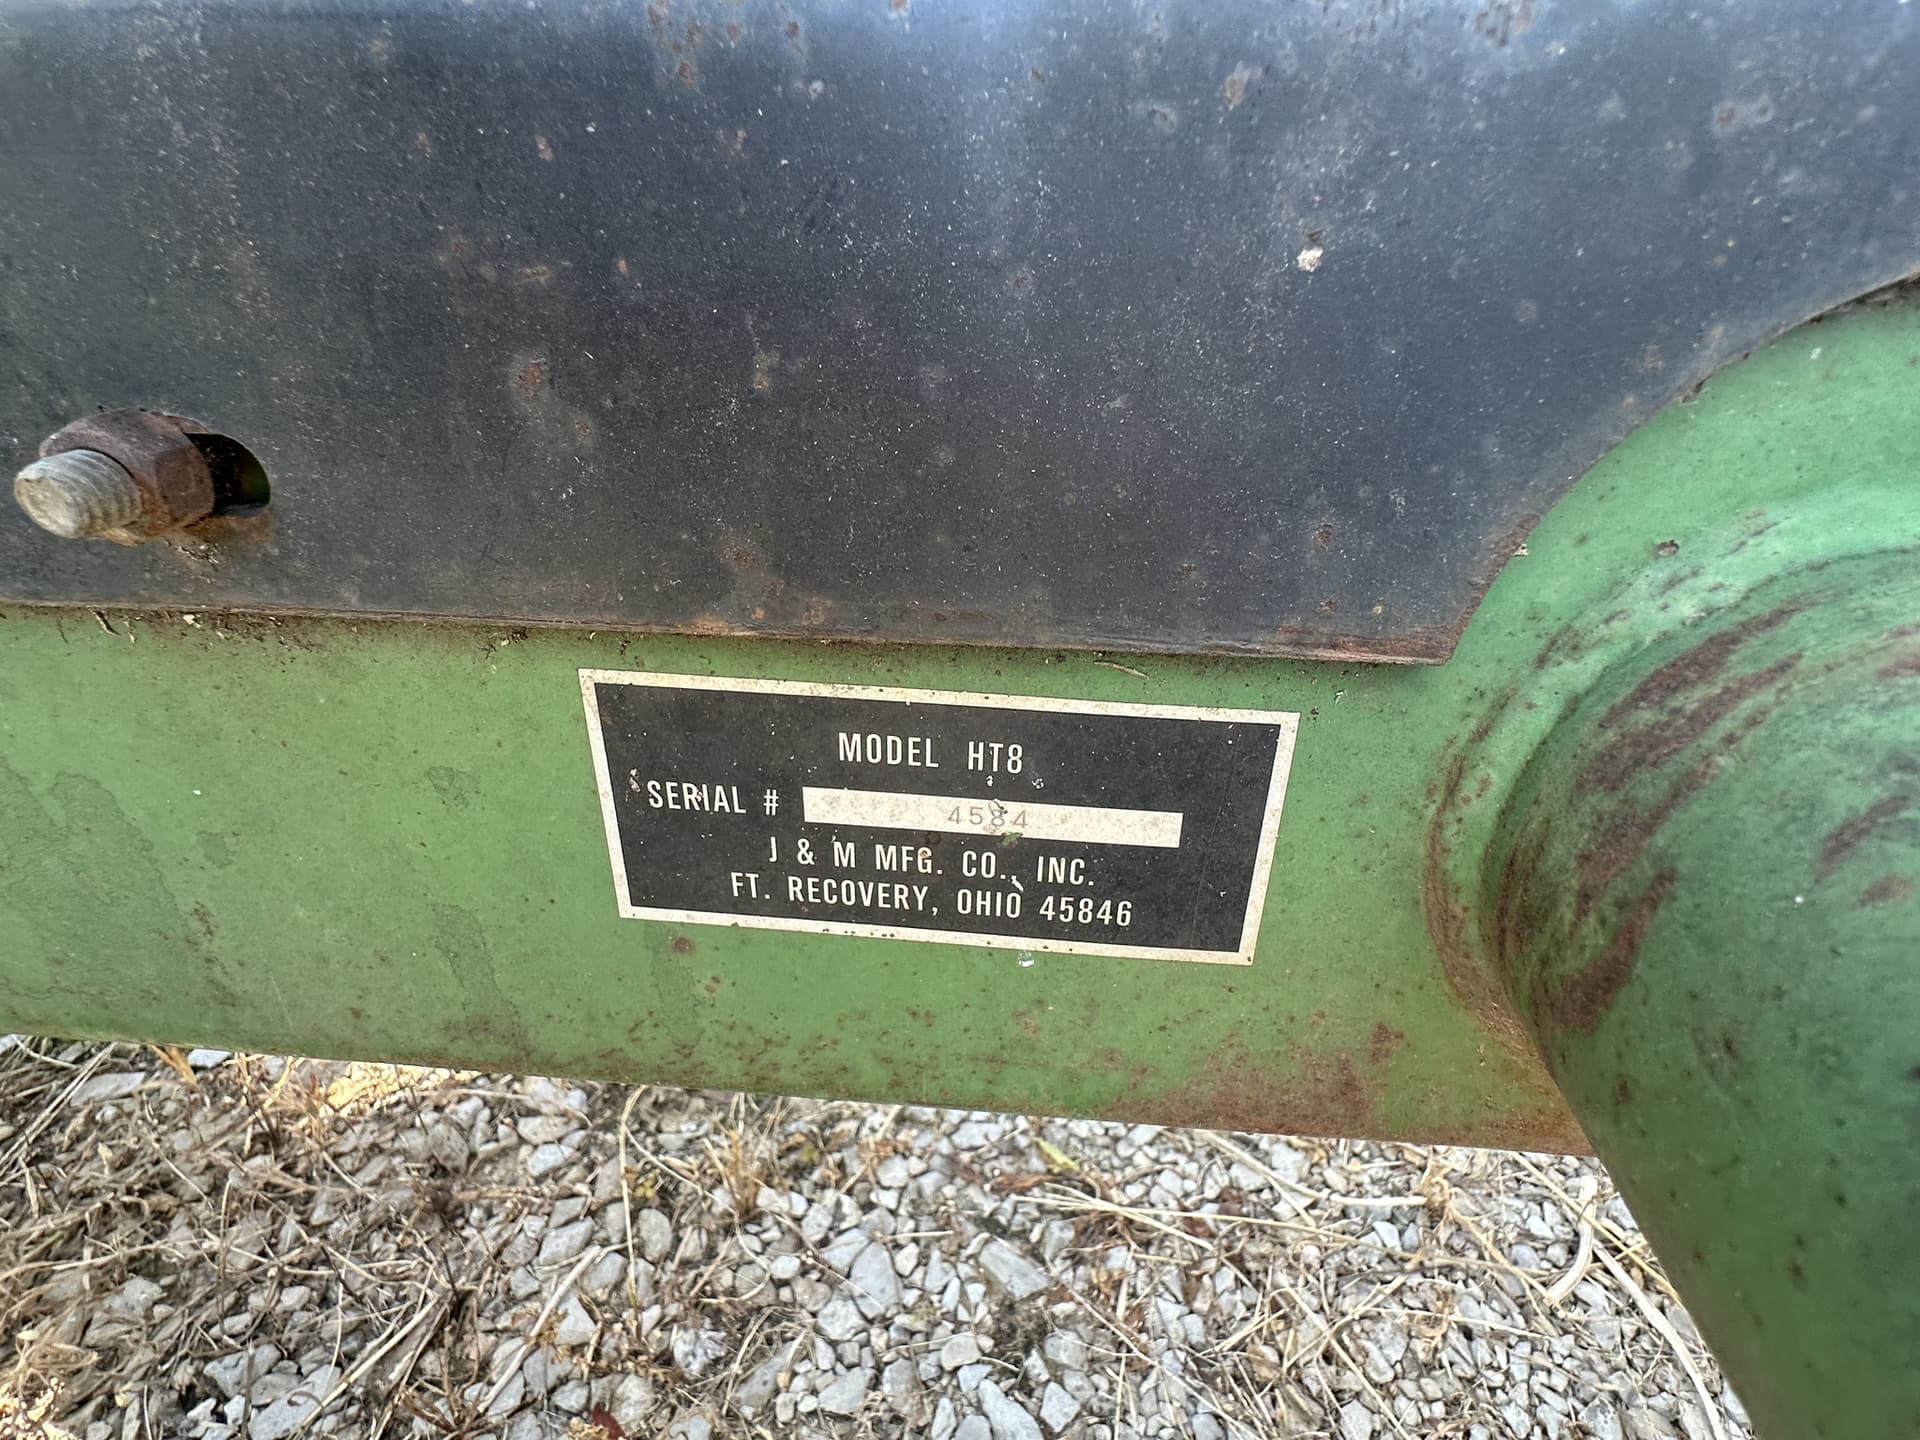 MODEL HT8
SERIAL # 4584
J & M MFG. CO., INC.
FT. RECOVERY, OHIO 45846